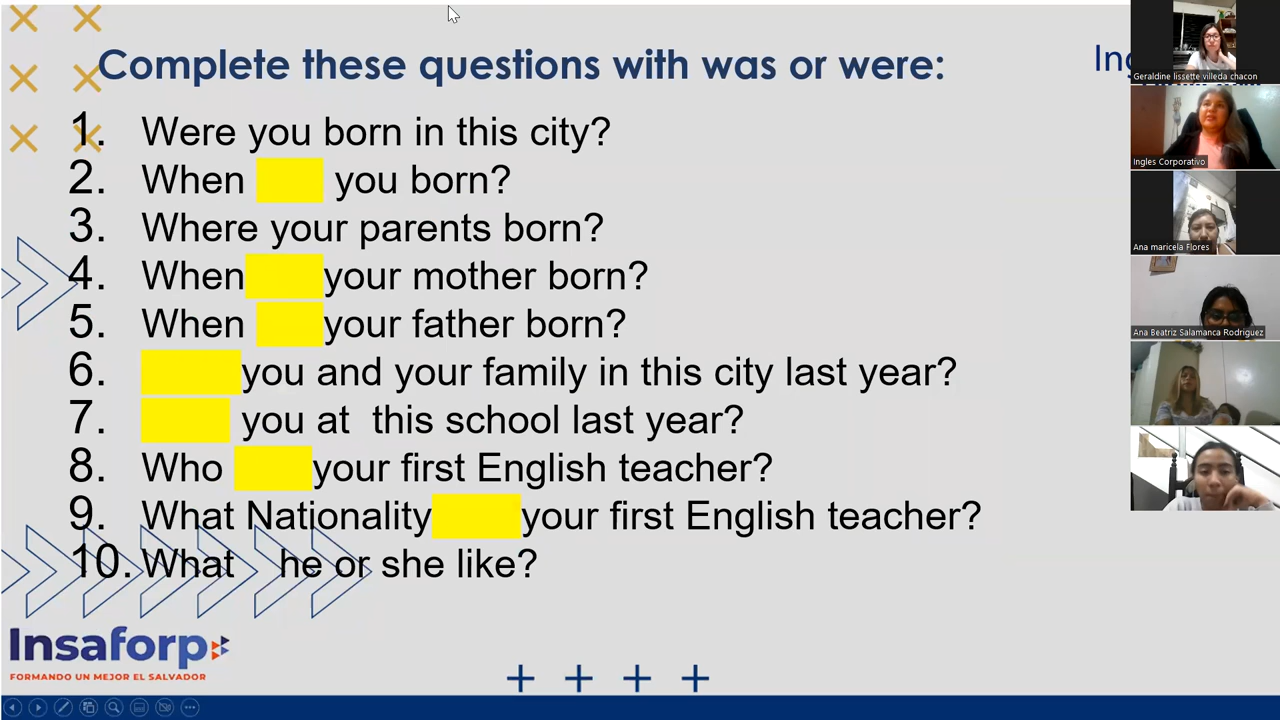 Complete these questions with was or were:
1. Were you born in this city?
2. When you born?
3. Where your parents born?
4. When your mother born?
5. When your father born?
6. you and your family in this city last year?
7. you at this school last year?
8. Who your first English teacher?
9. What Nationality your first English teacher?
10. What he or she like?
Insaforp
FORMANDO UN MEJOR EL SALVADOR
Geraldine lissette villeda chacon
Ingles Corporativo
Ana maricela Flores
Ana Beatriz Salamanca Rodriguez